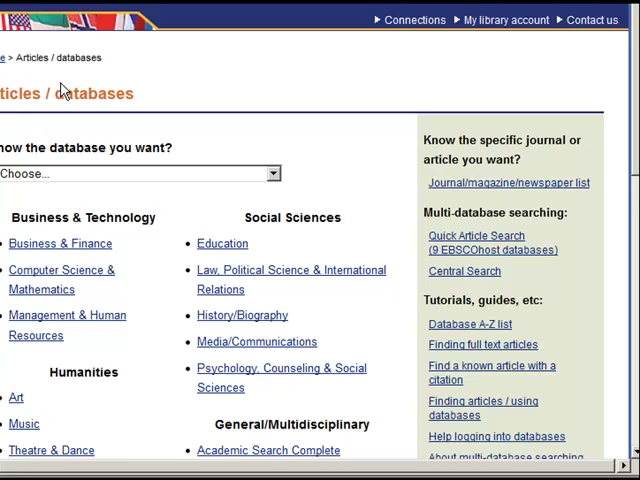 Connections My library account Contact us
e > Articles / databases
ticles / databases
now the database you want?
Choose...
Business & Technology
Business & Finance
Computer Science &
Mathematics
Management & Human
Resources
Humanities
Art
Music
Theatre & Dance
Social Sciences
Education
Law, Political Science & International
Relations
History/Biography
Media/Communications
Psychology, Counseling & Social
Sciences
General/Multidisciplinary
Academic Search Complete
Know the specific journal or
article you want?
Journal/magazine/newspaper list
Multi-database searching:
Quick Article Search
(9 EBSCOhost databases)
Central Search
Tutorials, guides, etc:
Database A-Z list
Finding full text articles
Find a known article with a
citation
Finding articles / using
databases
Help logging into databases
About multi-database searching